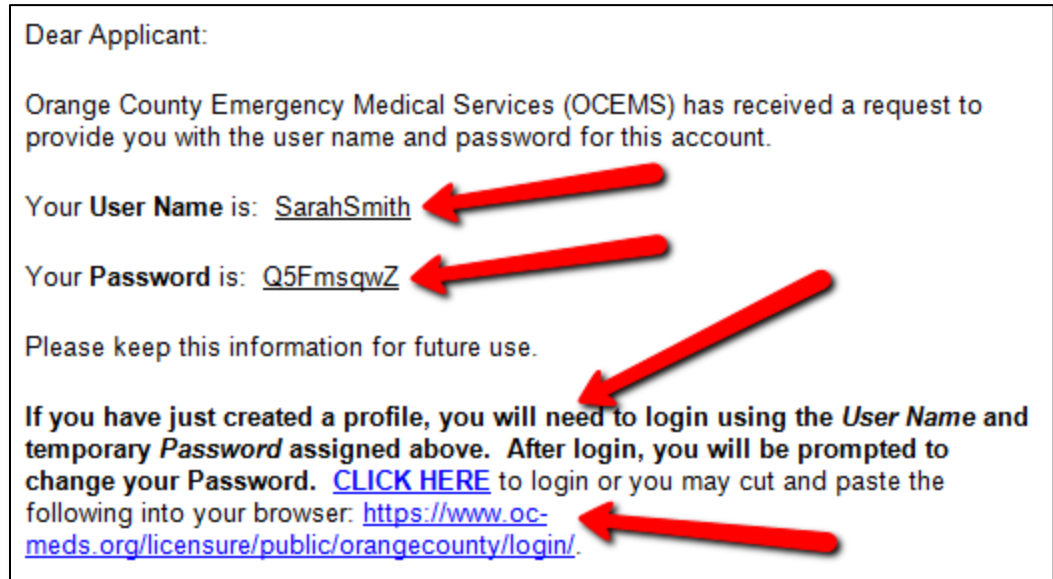 Dear Applicant:
Orange County Emergency Medical Services (OCEMS) has received a request to
provide you with the user name and password for this account.
Your User Name is: SarahSmith
Your Password is: Q5FmsqwZ
Please keep this information for future use.
If you have just created a profile, you will need to login using the User Name and
temporary Password assigned above. After login, you will be prompted to
change your Password. CLICK HERE to login or you may cut and paste the
following into your browser: https://www.oc-
meds.org/licensure/public/orangecounty/login/.